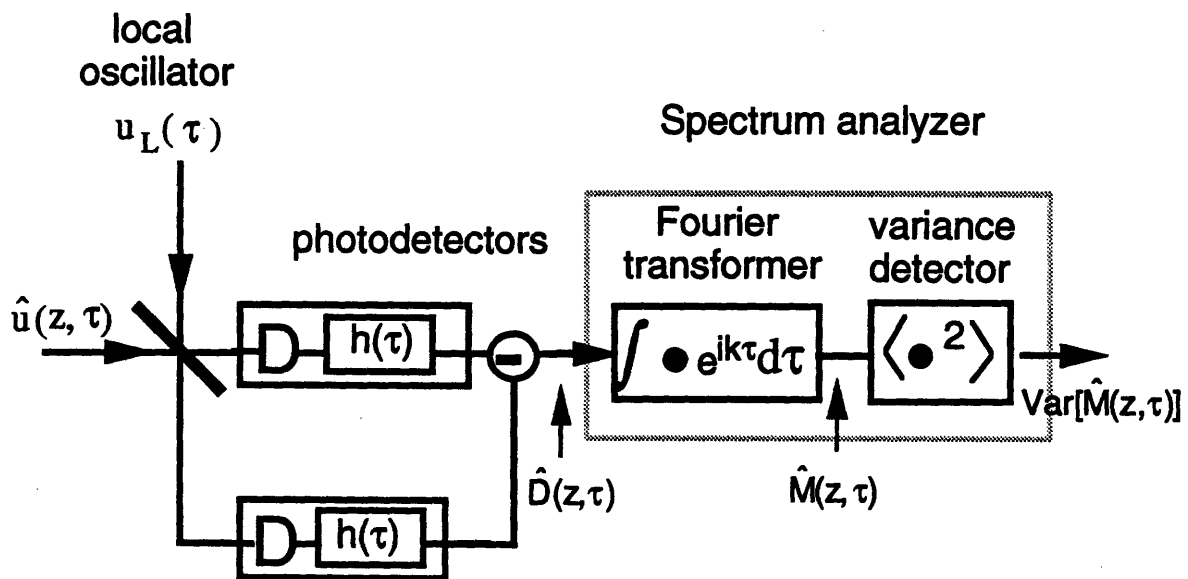 local
oscillator
u_L(τ)
Spectrum analyzer
photodetectors
Fourier
transformer
variance
detector
û(z,τ)
h(τ)
-
∫ ● e^{ikτ}dτ
⟨● ²⟩
Var[M̂(z,τ)]
D̂(z,τ)
M̂(z,τ)
h(τ)